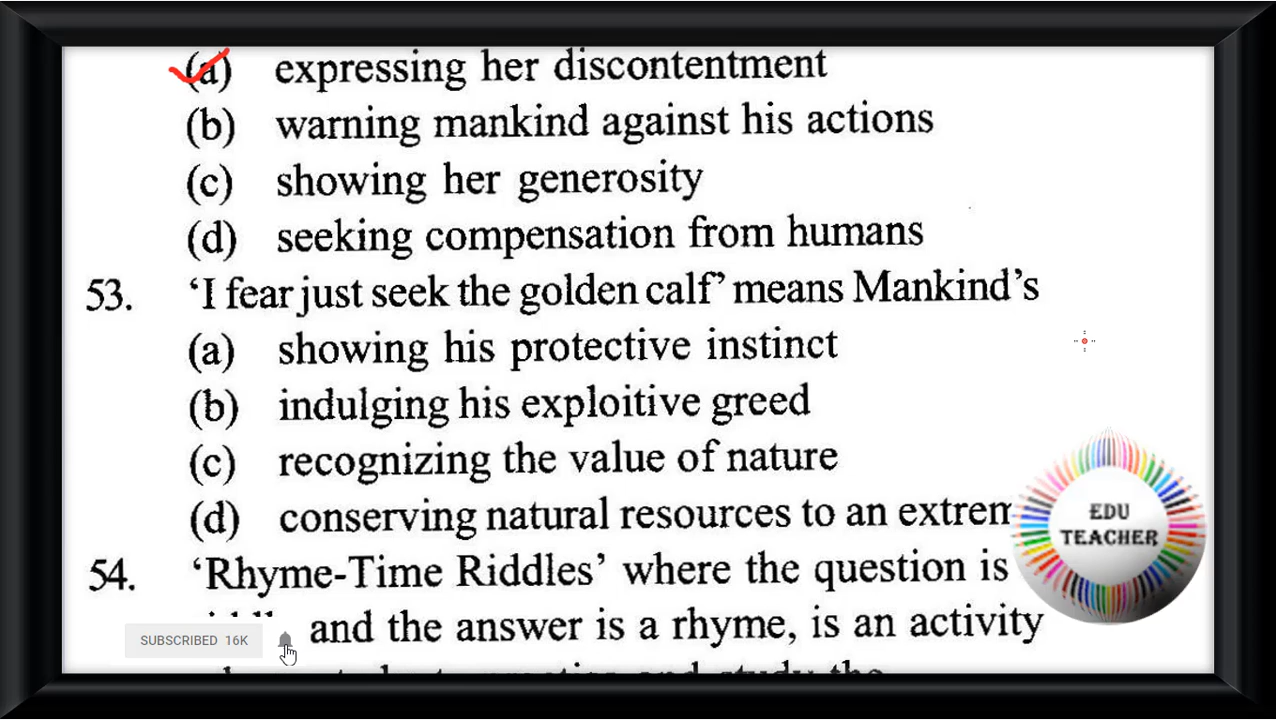 (a) expressing her discontentment
(b) warning mankind against his actions
(c) showing her generosity
(d) seeking compensation from humans
53. ‘I fear just seek the golden calf’ means Mankind’s
(a) showing his protective instinct
(b) indulging his exploitive greed
(c) recognizing the value of nature
(d) conserving natural resources to an
EDU
TEACHER
54. ‘Rhyme-Time Riddles’ where the question is
and the answer is a rhyme, is an activity
SUBSCRIBED 16K